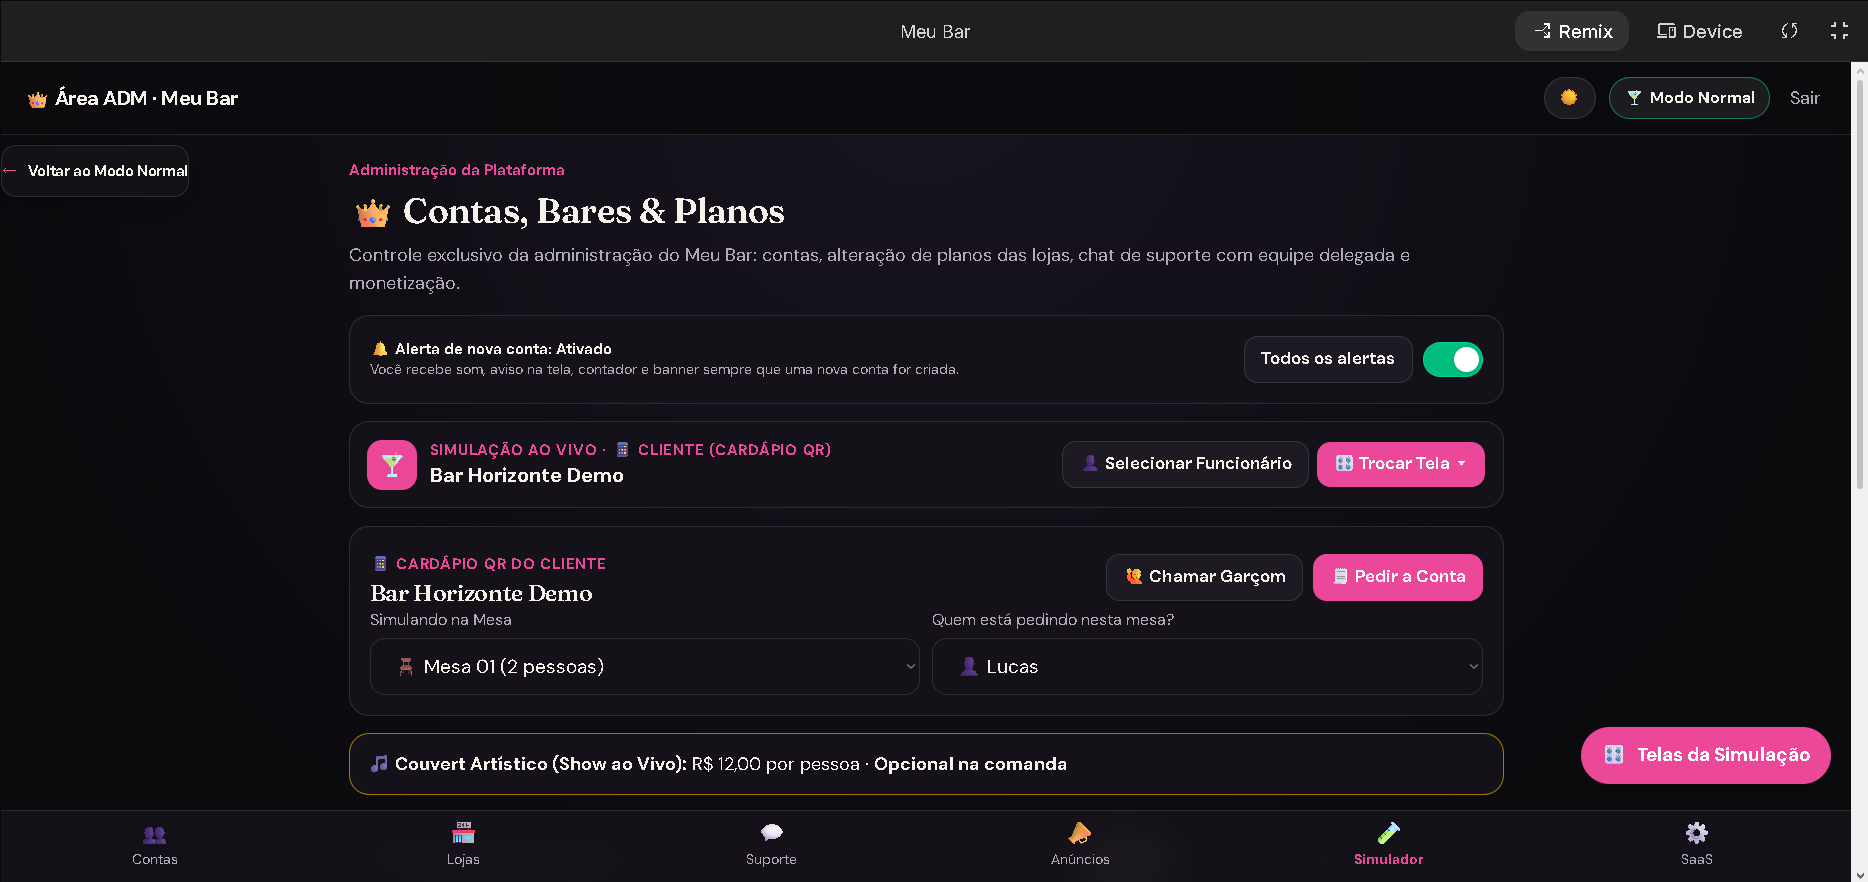 Meu Bar
Remix
Device
Área ADM · Meu Bar
Modo Normal
Sair
← Voltar ao Modo Normal
Administração da Plataforma
Contas, Bares & Planos
Controle exclusivo da administração do Meu Bar: contas, alteração de planos das lojas, chat de suporte com equipe delegada e
monetização.
Alerta de nova conta: Ativado
Você recebe som, aviso na tela, contador e banner sempre que uma nova conta for criada.
Todos os alertas
SIMULAÇÃO AO VIVO · CLIENTE (CARDÁPIO QR)
Bar Horizonte Demo
Selecionar Funcionário
Trocar Tela
CARDÁPIO QR DO CLIENTE
Bar Horizonte Demo
Chamar Garçom
Pedir a Conta
Simulando na Mesa
Quem está pedindo nesta mesa?
Mesa 01 (2 pessoas)
Lucas
Couvert Artístico (Show ao Vivo): R$ 12,00 por pessoa · Opcional na comanda
Telas da Simulação
Contas
Lojas
Suporte
Anúncios
Simulador
SaaS